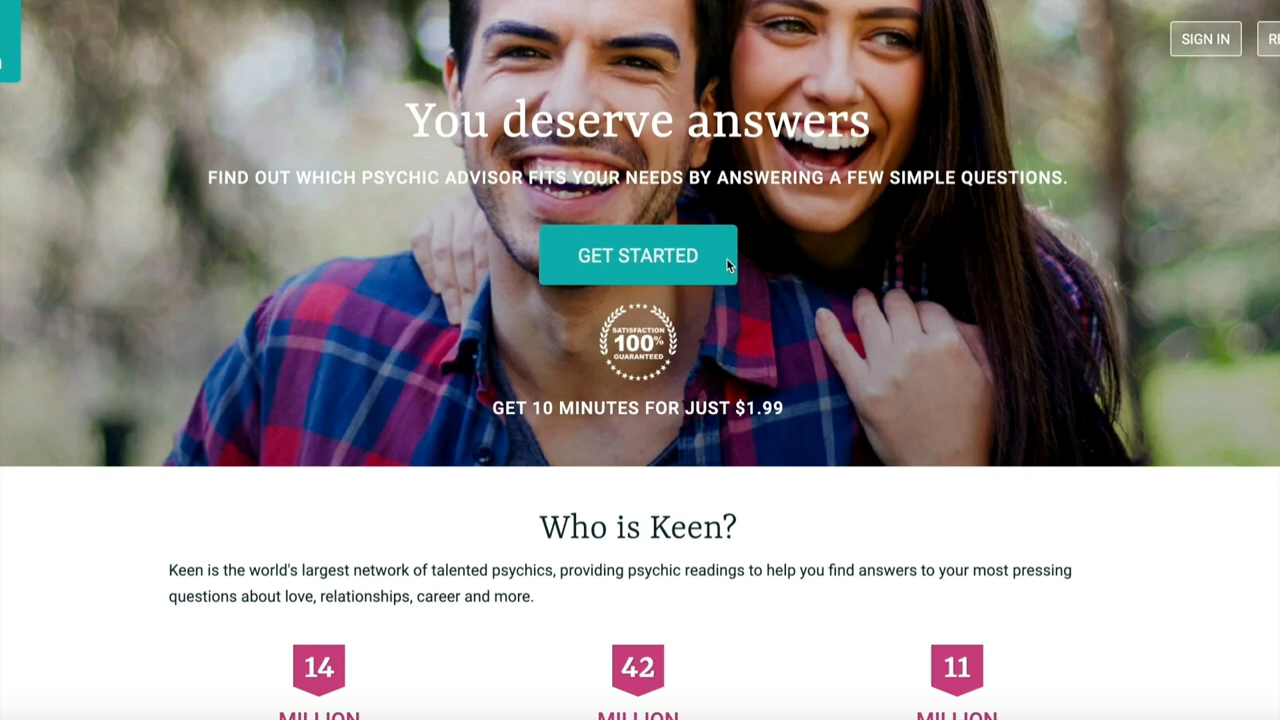 SIGN IN
You deserve answers
FIND OUT WHICH PSYCHIC ADVISOR FITS YOUR NEEDS BY ANSWERING A FEW SIMPLE QUESTIONS.
GET STARTED
SATISFACTION
100%
GUARANTEED
GET 10 MINUTES FOR JUST $1.99
Who is Keen?
Keen is the world's largest network of talented psychics, providing psychic readings to help you find answers to your most pressing
questions about love, relationships, career and more.
14 42 11
MILLION MILLION MILLION